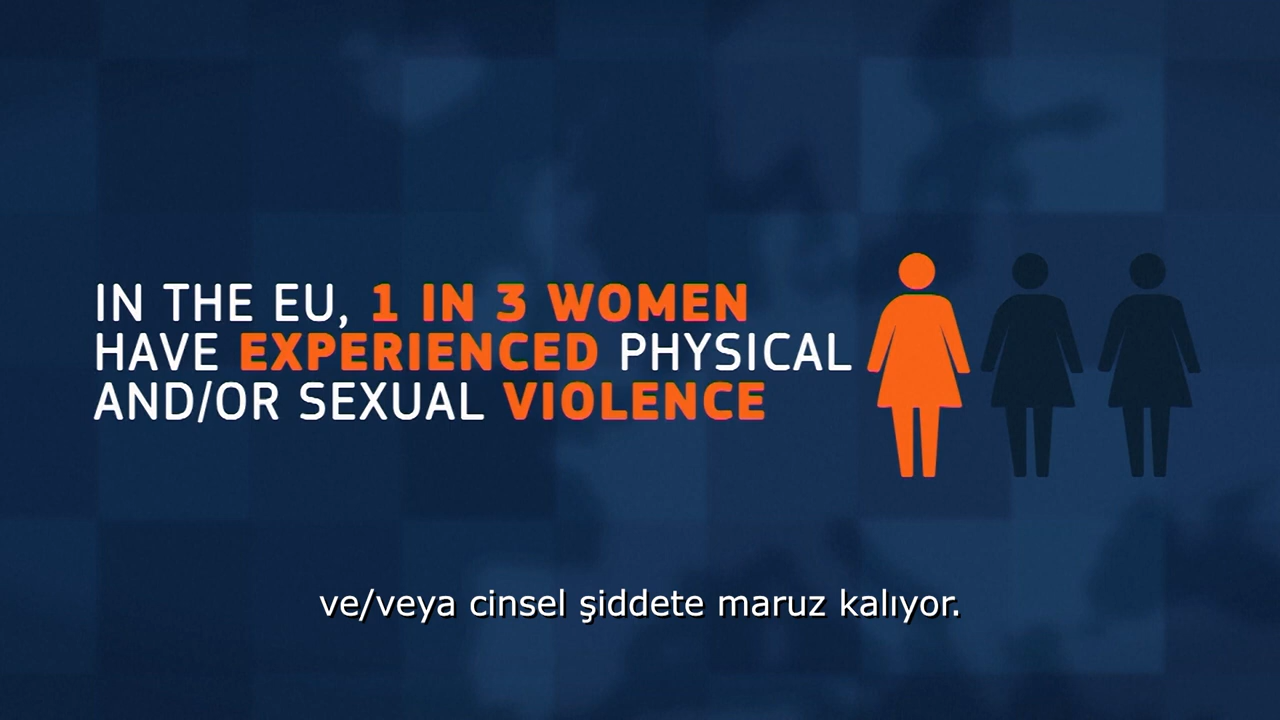 IN THE EU, 1 IN 3 WOMEN
HAVE EXPERIENCED PHYSICAL
AND/OR SEXUAL VIOLENCE
ve/veya cinsel şiddete maruz kalıyor.